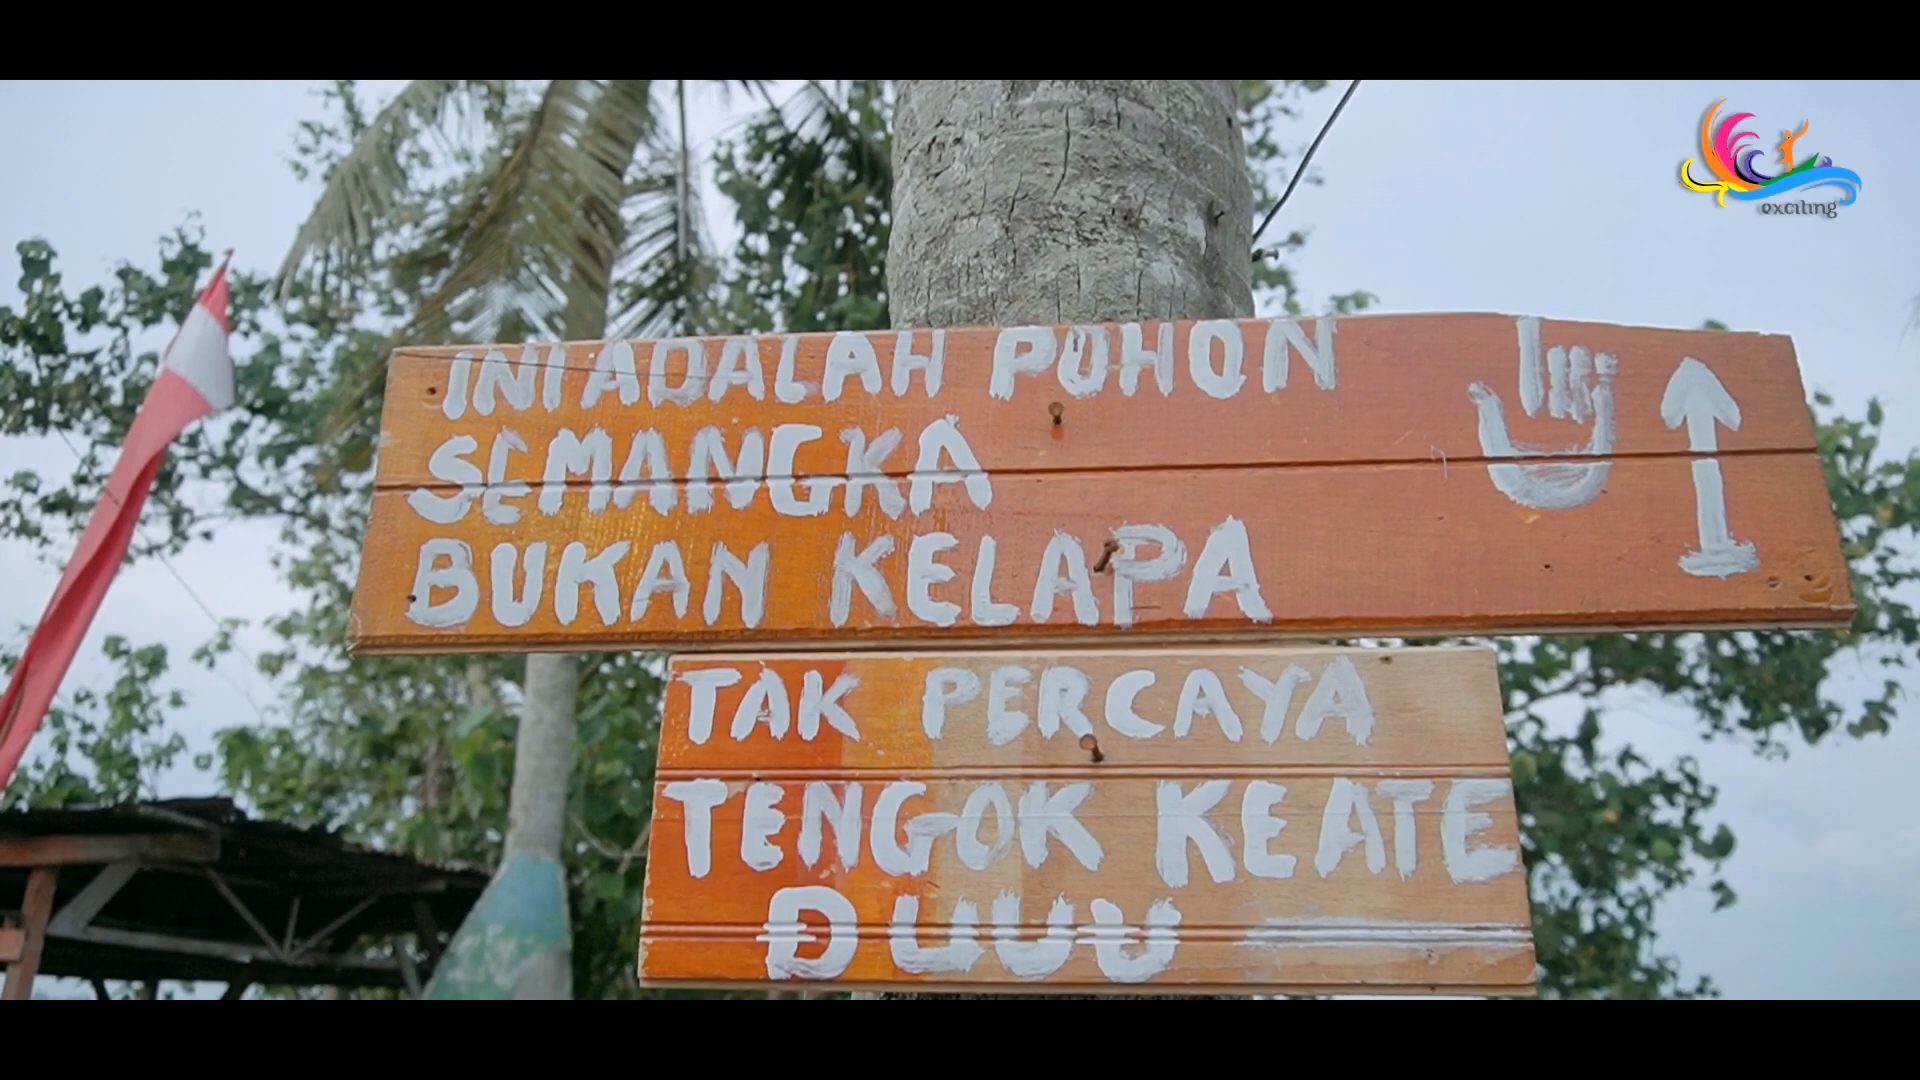 exciting
INI ADALAH POHON
SEMANGKA
BUKAN KELAPA
TAK PERCAYA
TENGOK KEATE
DUUU